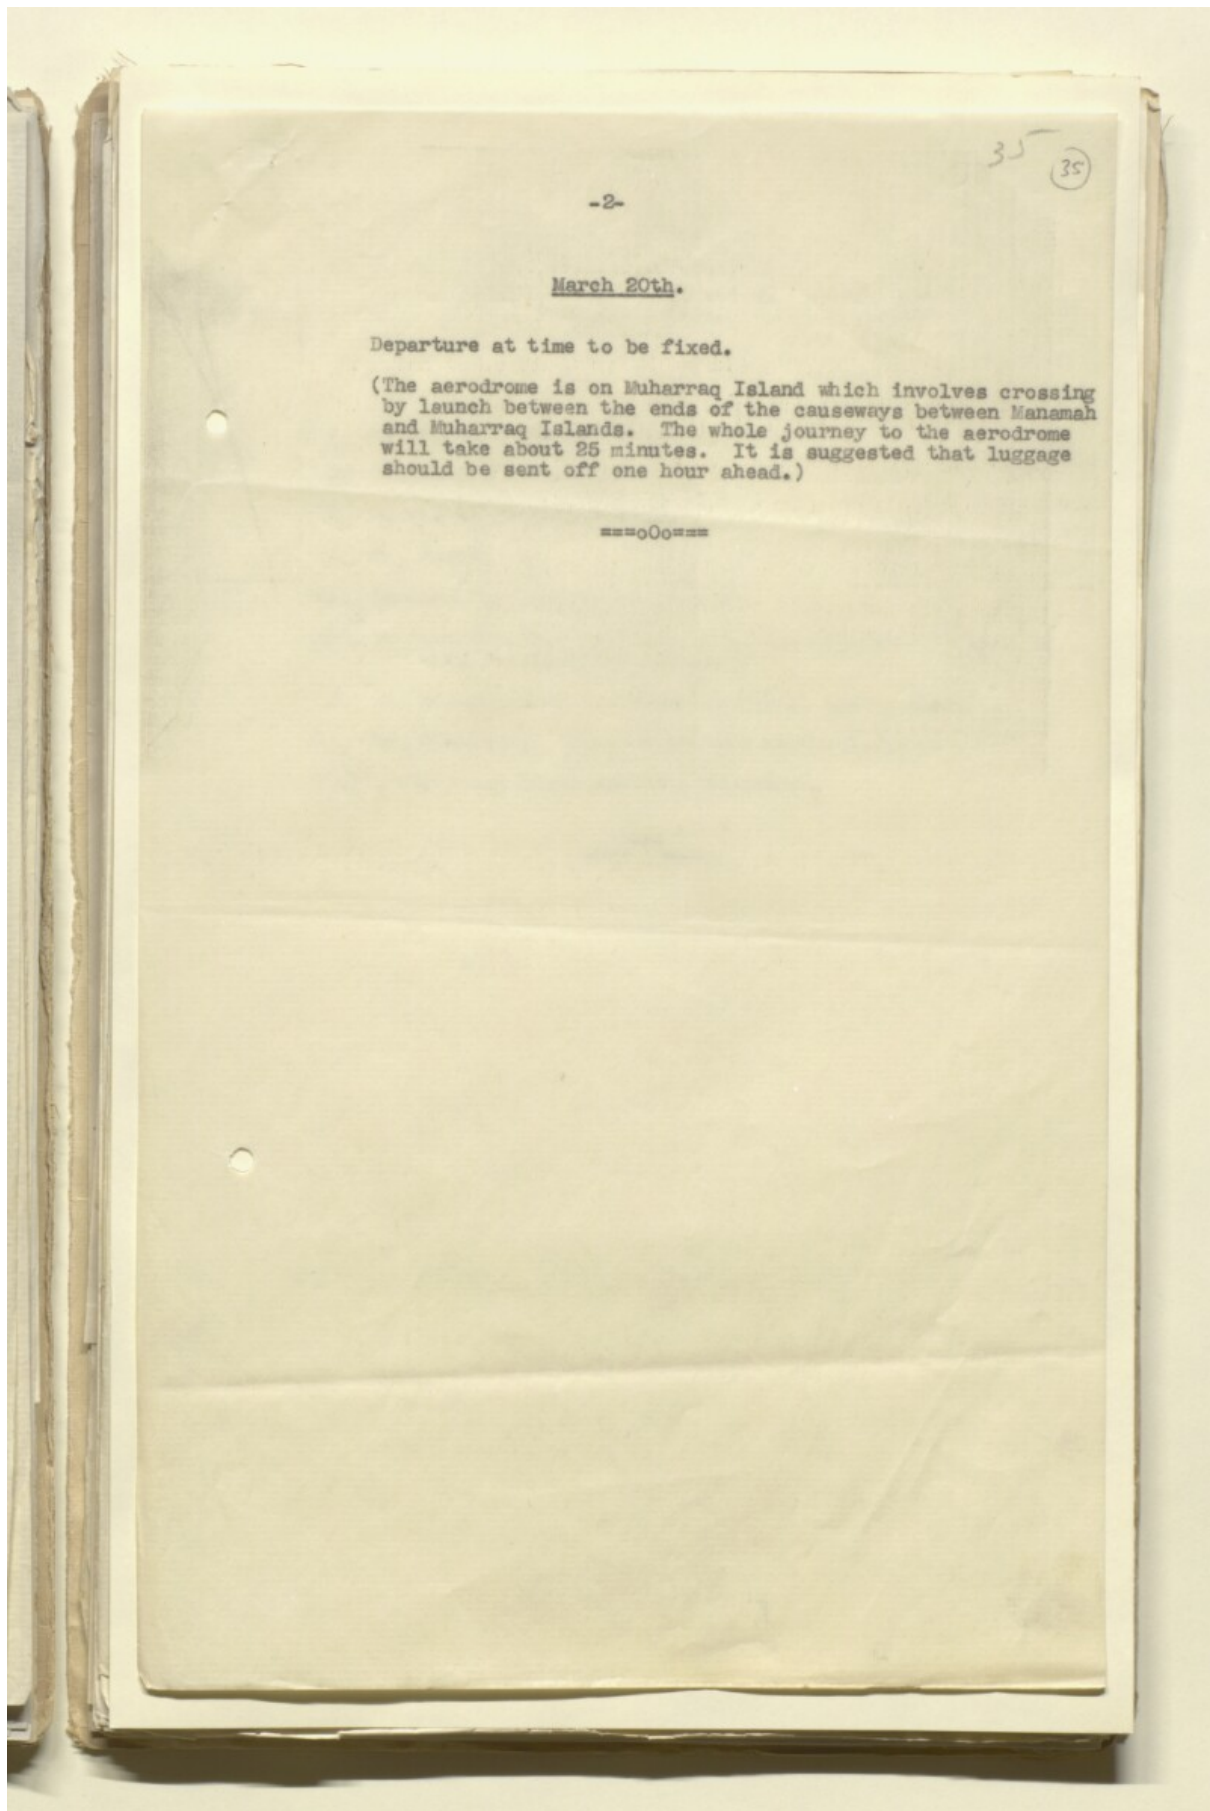 35
35
-2-
March 20th.
Departure at time to be fixed.
(The aerodrome is on Muharraq Island which involves crossing
by launch between the ends of the causeways between Manamah
and Muharraq Islands. The whole journey to the aerodrome
will take about 25 minutes. It is suggested that luggage
should be sent off one hour ahead.)
===oOo===